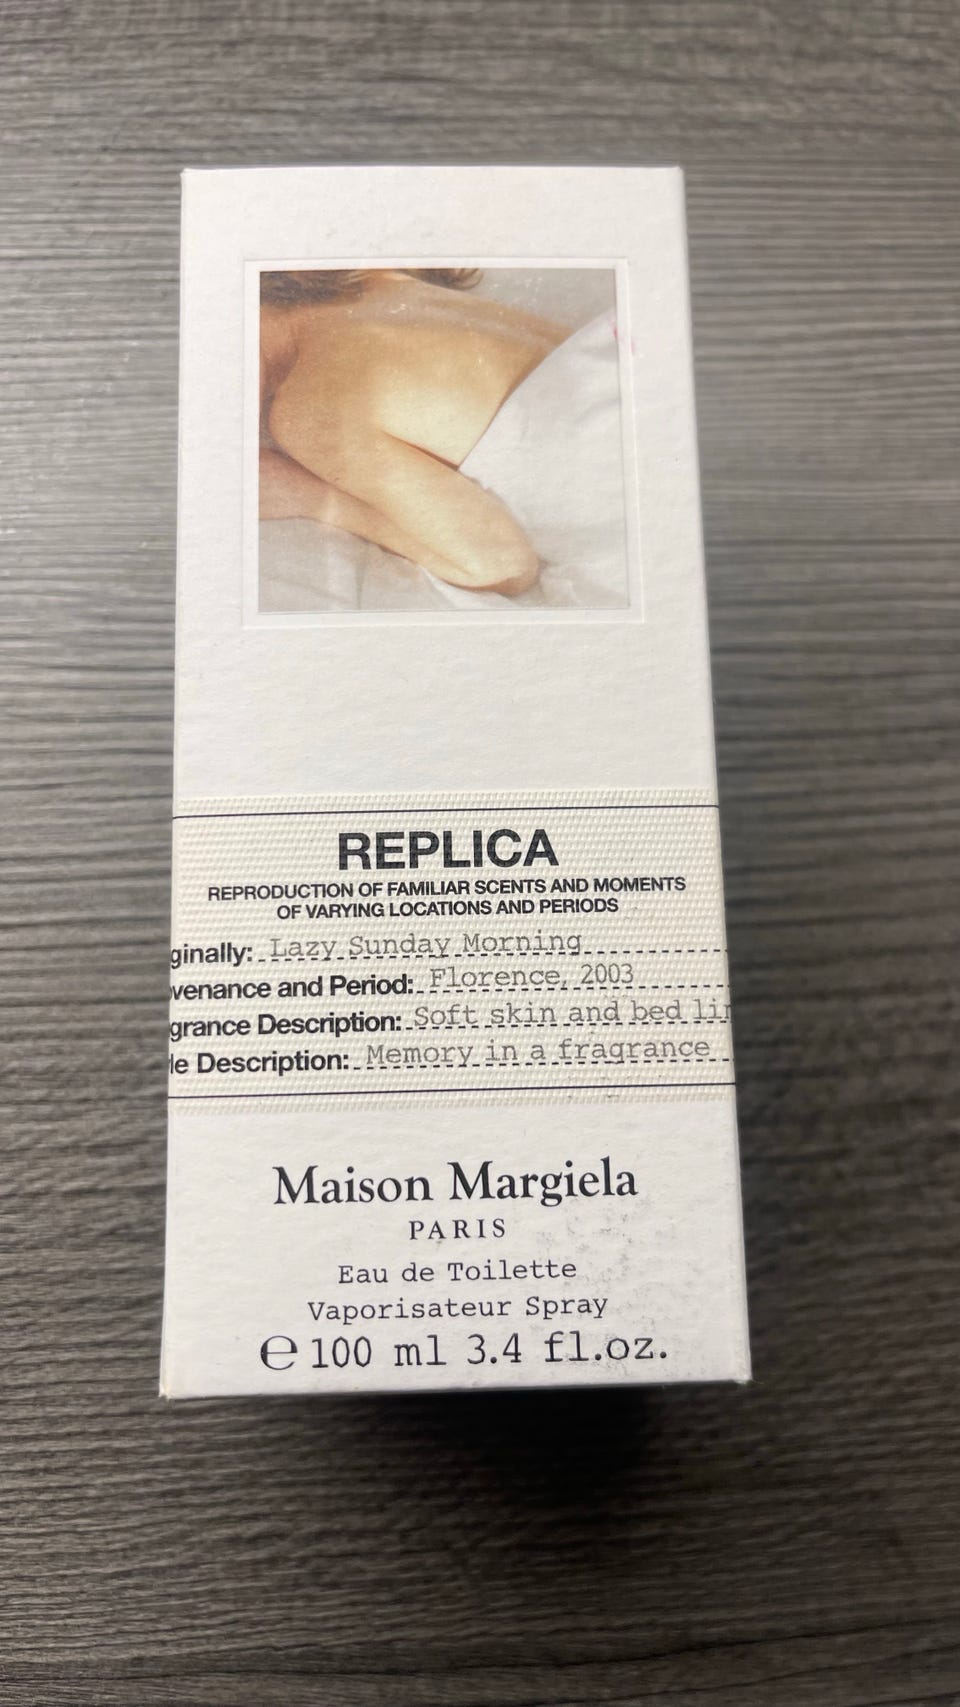 REPLICA
REPRODUCTION OF FAMILIAR SCENTS AND MOMENTS
OF VARYING LOCATIONS AND PERIODS
ginally: Lazy Sunday Morning
venance and Period: Florence, 2003
grance Description: Soft skin and bed lin
le Description: Memory in a fragrance
Maison Margiela
PARIS
Eau de Toilette
Vaporisateur Spray
℮ 100 ml 3.4 fl.oz.